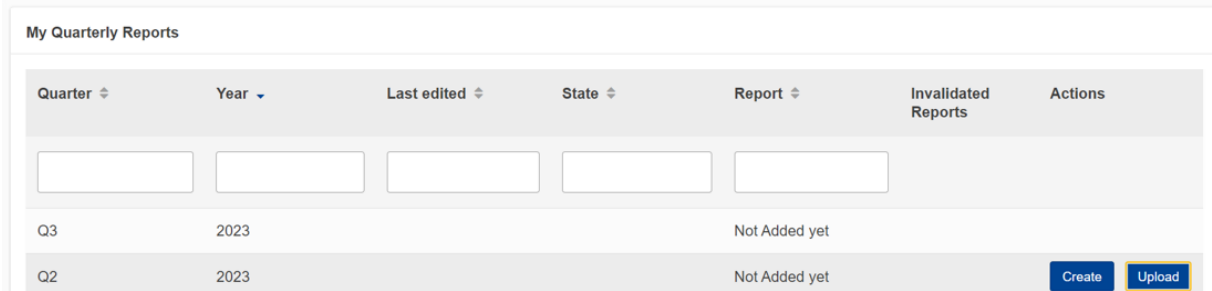 My Quarterly Reports
Quarter Year Last edited State Report Invalidated Reports Actions
Q3 2023 Not Added yet
Q2 2023 Not Added yet Create Upload